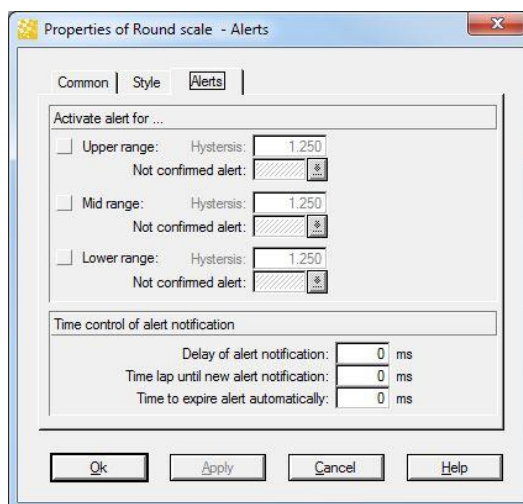 Properties of Round scale - Alerts
Common Style Alerts
Activate alert for ...
Upper range: Hystersis: 1.250
Not confirmed alert:
Mid range: Hystersis: 1.250
Not confirmed alert:
Lower range: Hystersis: 1.250
Not confirmed alert:
Time control of alert notification
Delay of alert notification: 0 ms
Time lap until new alert notification: 0 ms
Time to expire alert automatically: 0 ms
Ok Apply Cancel Help